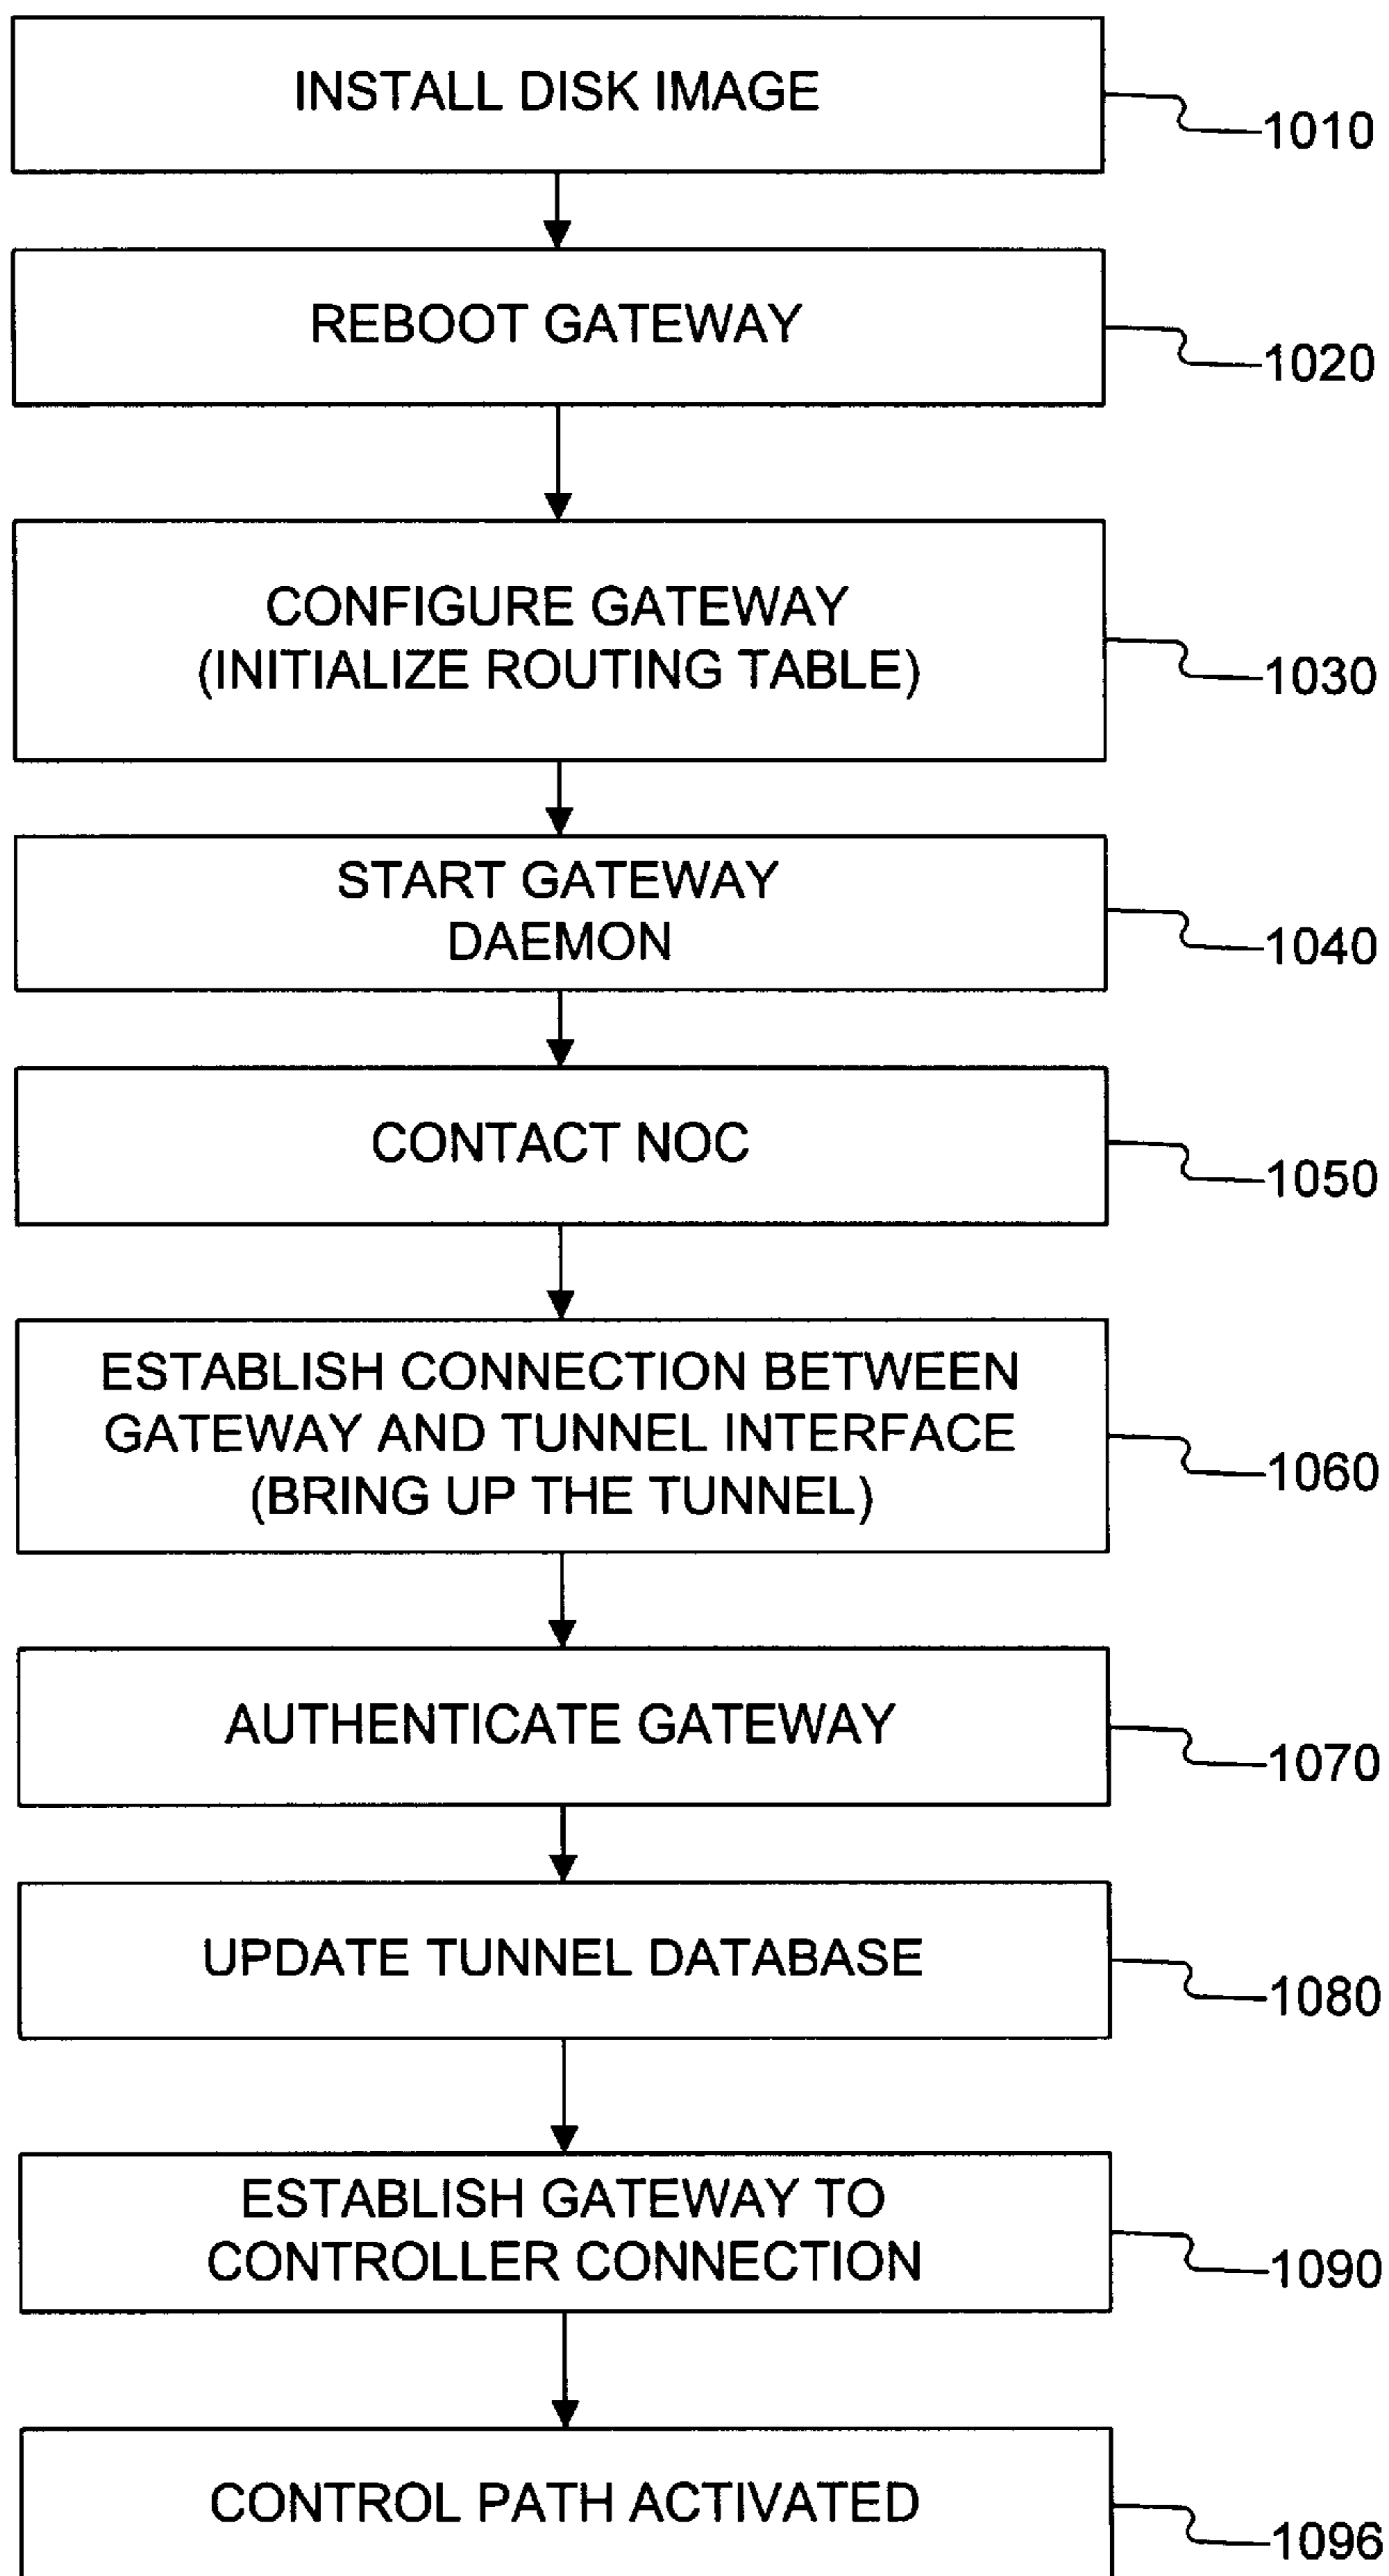 INSTALL DISK IMAGE
1010
REBOOT GATEWAY
1020
CONFIGURE GATEWAY
(INITIALIZE ROUTING TABLE)
1030
START GATEWAY
DAEMON
1040
CONTACT NOC
1050
ESTABLISH CONNECTION BETWEEN
GATEWAY AND TUNNEL INTERFACE
(BRING UP THE TUNNEL)
1060
AUTHENTICATE GATEWAY
1070
UPDATE TUNNEL DATABASE
1080
ESTABLISH GATEWAY TO
CONTROLLER CONNECTION
1090
CONTROL PATH ACTIVATED
1096